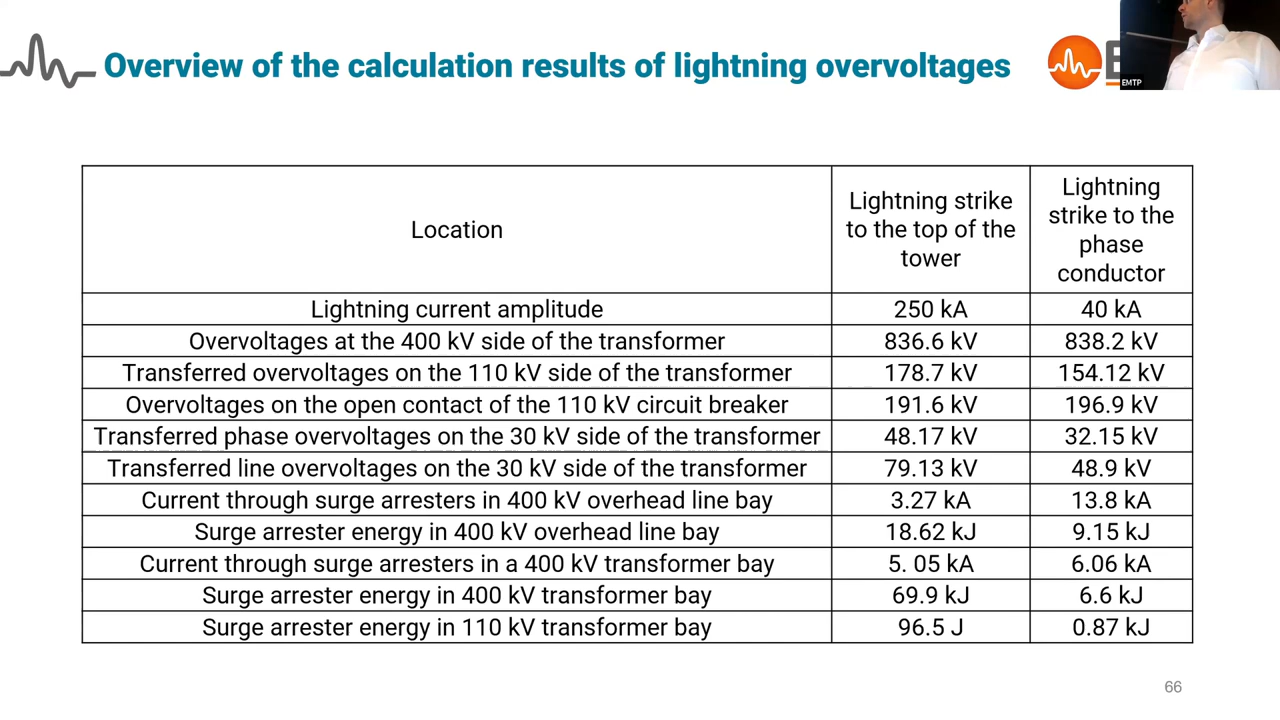 Overview of the calculation results of lightning overvoltages
E
EMTP
Location
Lightning strike
to the top of the
tower
Lightning
strike to the
phase
conductor
Lightning current amplitude 250 kA 40 kA
Overvoltages at the 400 kV side of the transformer 836.6 kV 838.2 kV
Transferred overvoltages on the 110 kV side of the transformer 178.7 kV 154.12 kV
Overvoltages on the open contact of the 110 kV circuit breaker 191.6 kV 196.9 kV
Transferred phase overvoltages on the 30 kV side of the transformer 48.17 kV 32.15 kV
Transferred line overvoltages on the 30 kV side of the transformer 79.13 kV 48.9 kV
Current through surge arresters in 400 kV overhead line bay 3.27 kA 13.8 kA
Surge arrester energy in 400 kV overhead line bay 18.62 kJ 9.15 kJ
Current through surge arresters in a 400 kV transformer bay 5. 05 kA 6.06 kA
Surge arrester energy in 400 kV transformer bay 69.9 kJ 6.6 kJ
Surge arrester energy in 110 kV transformer bay 96.5 J 0.87 kJ
66